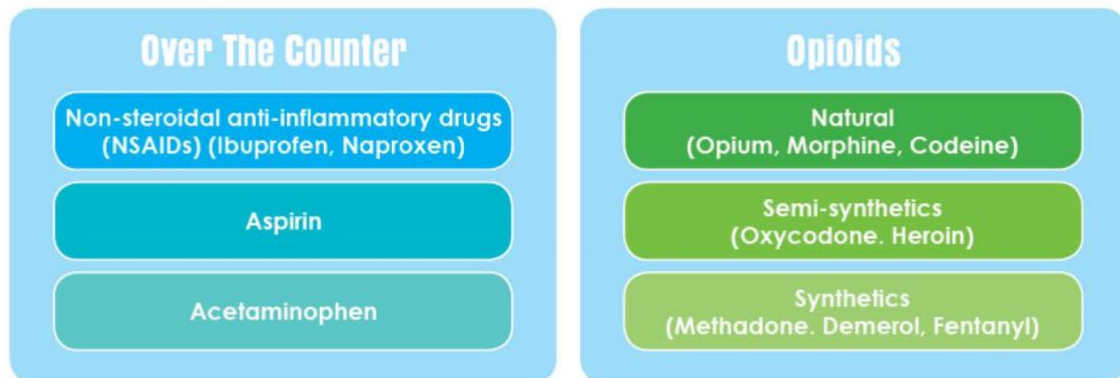 Over The Counter
Non-steroidal anti-inflammatory drugs
(NSAIDs) (Ibuprofen, Naproxen)
Aspirin
Acetaminophen
Opioids
Natural
(Opium, Morphine, Codeine)
Semi-synthetics
(Oxycodone. Heroin)
Synthetics
(Methadone. Demerol, Fentanyl)